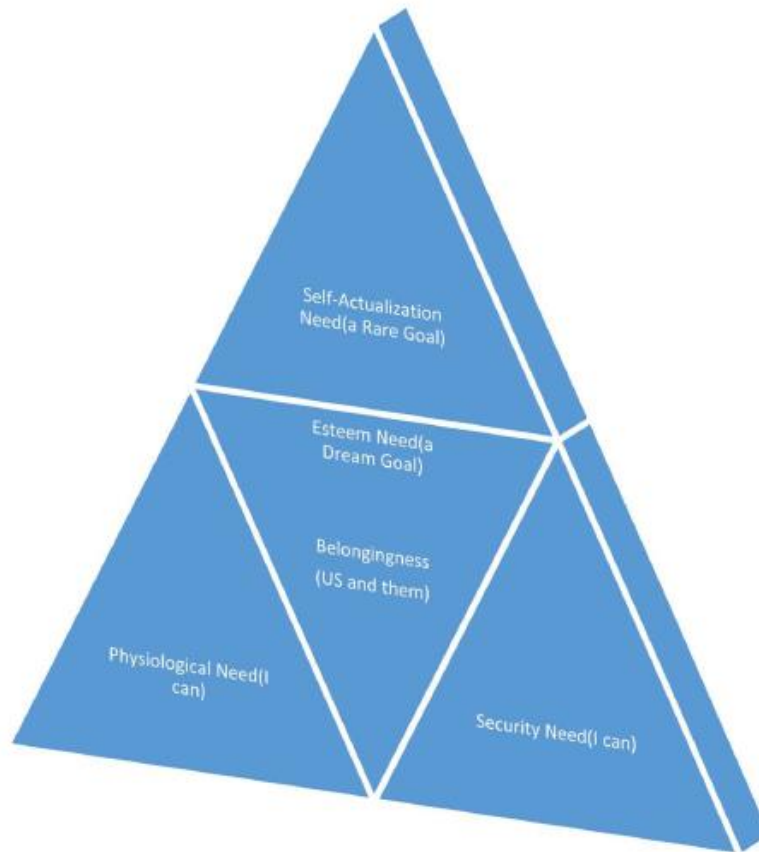 Self-Actualization
Need(a Rare Goal)
Esteem Need(a
Dream Goal)
Belongingness
(US and them)
Physiological Need(I
can)
Security Need(I can)